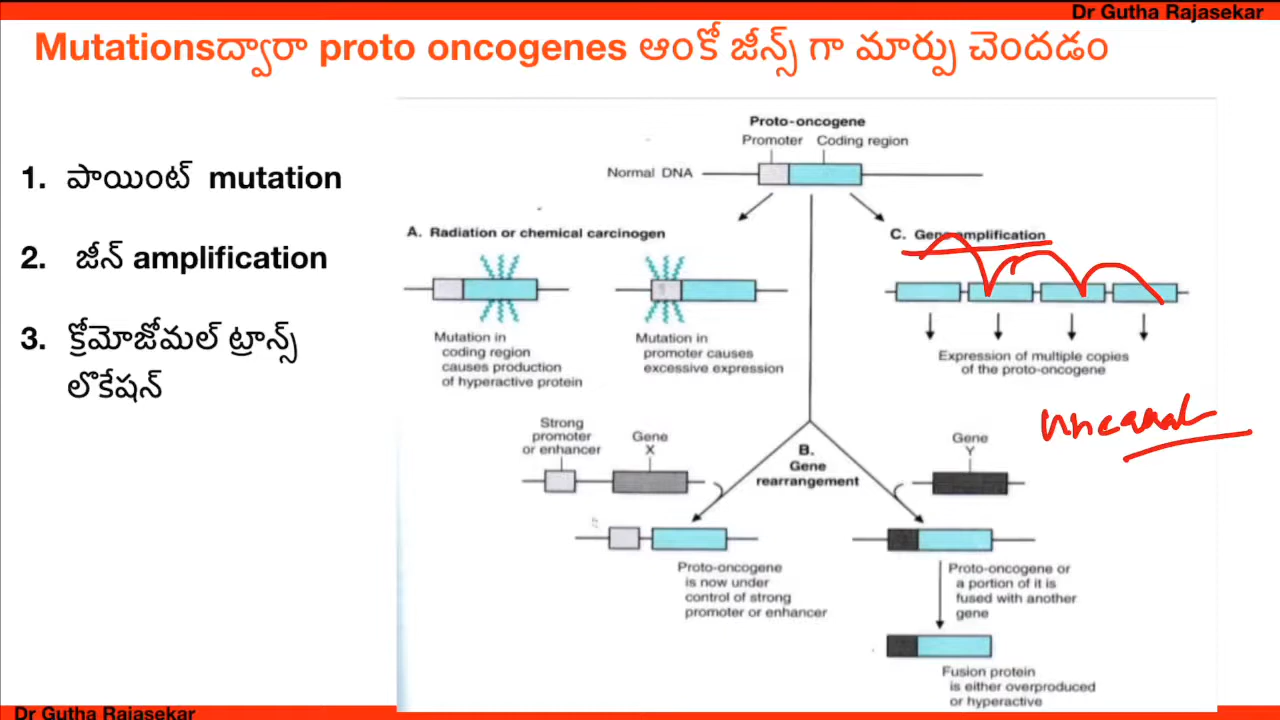 Dr Gutha Rajasekar
Mutationsద్వారా proto oncogenes ఆంకో జీన్స్ గా మార్పు చెందడం
1. పాయింట్ mutation
2. జీన్ amplification
3. క్రోమోజోమల్ ట్రాన్స్
లొకేషన్
Proto-oncogene
Promoter Coding region
Normal DNA
A. Radiation or chemical carcinogen
Mutation in
coding region
causes production
of hyperactive protein
Mutation in
promoter causes
excessive expression
C. Gene amplification
Expression of multiple copies
of the proto-oncogene
Strong
promoter
or enhancer
Gene
X
B.
Gene
rearrangement
Gene
Y
Proto-oncogene
is now under
control of strong
promoter or enhancer
Proto-oncogene or
a portion of it is
fused with another
gene
Fusion protein
is either overproduced
or hyperactive
Dr Gutha Rajasekar